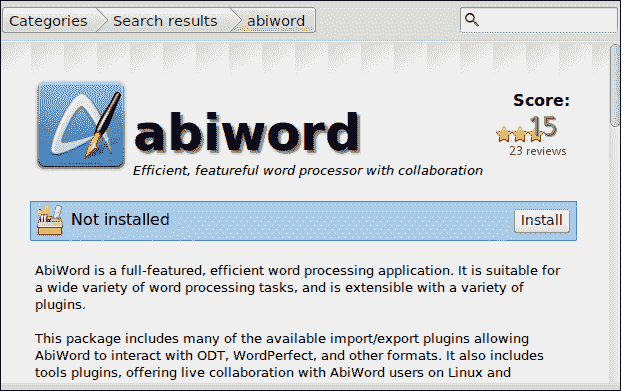 Categories
Search results
abiword
abiword
Efficient, featureful word processor with collaboration
Score:
15
23 reviews
Not installed
Install
AbiWord is a full-featured, efficient word processing application. It is suitable for
a wide variety of word processing tasks, and is extensible with a variety of
plugins.
This package includes many of the available import/export plugins allowing
AbiWord to interact with ODT, WordPerfect, and other formats. It also includes
tools plugins, offering live collaboration with AbiWord users on Linux and